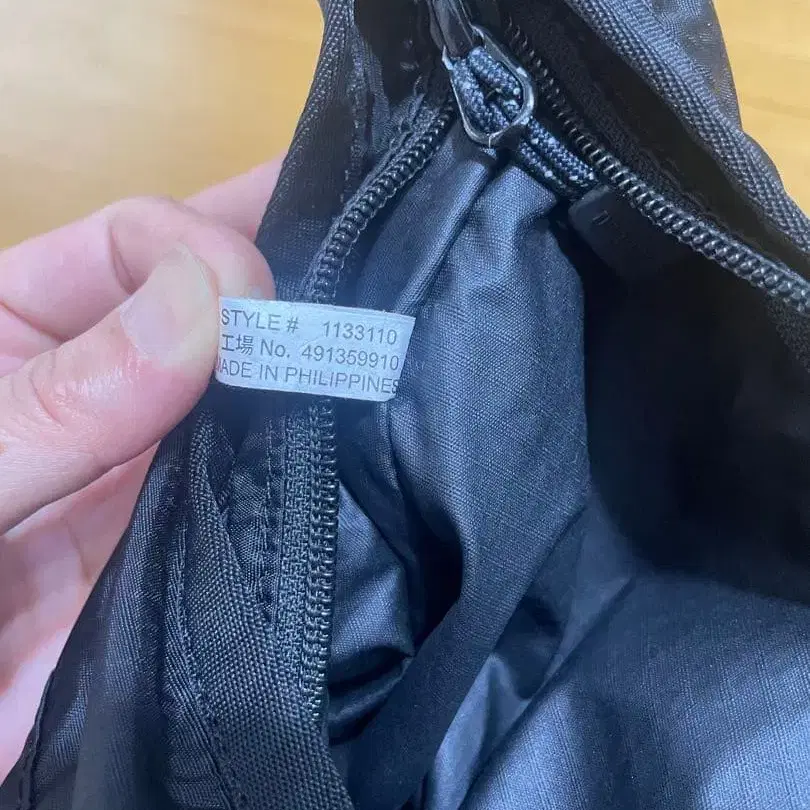 STYLE # 1133110
工場 No. 491359910
MADE IN PHILIPPINES